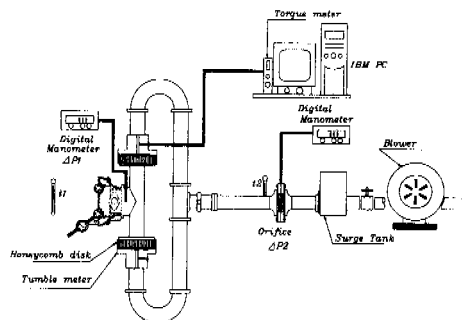 Torque meter
IBM PC
Digital
Manometer
ΔP1
Digital
Manometer
Blower
t1
t2
Orifice
ΔP2
Surge Tank
Honeycomb disk
Tumble meter